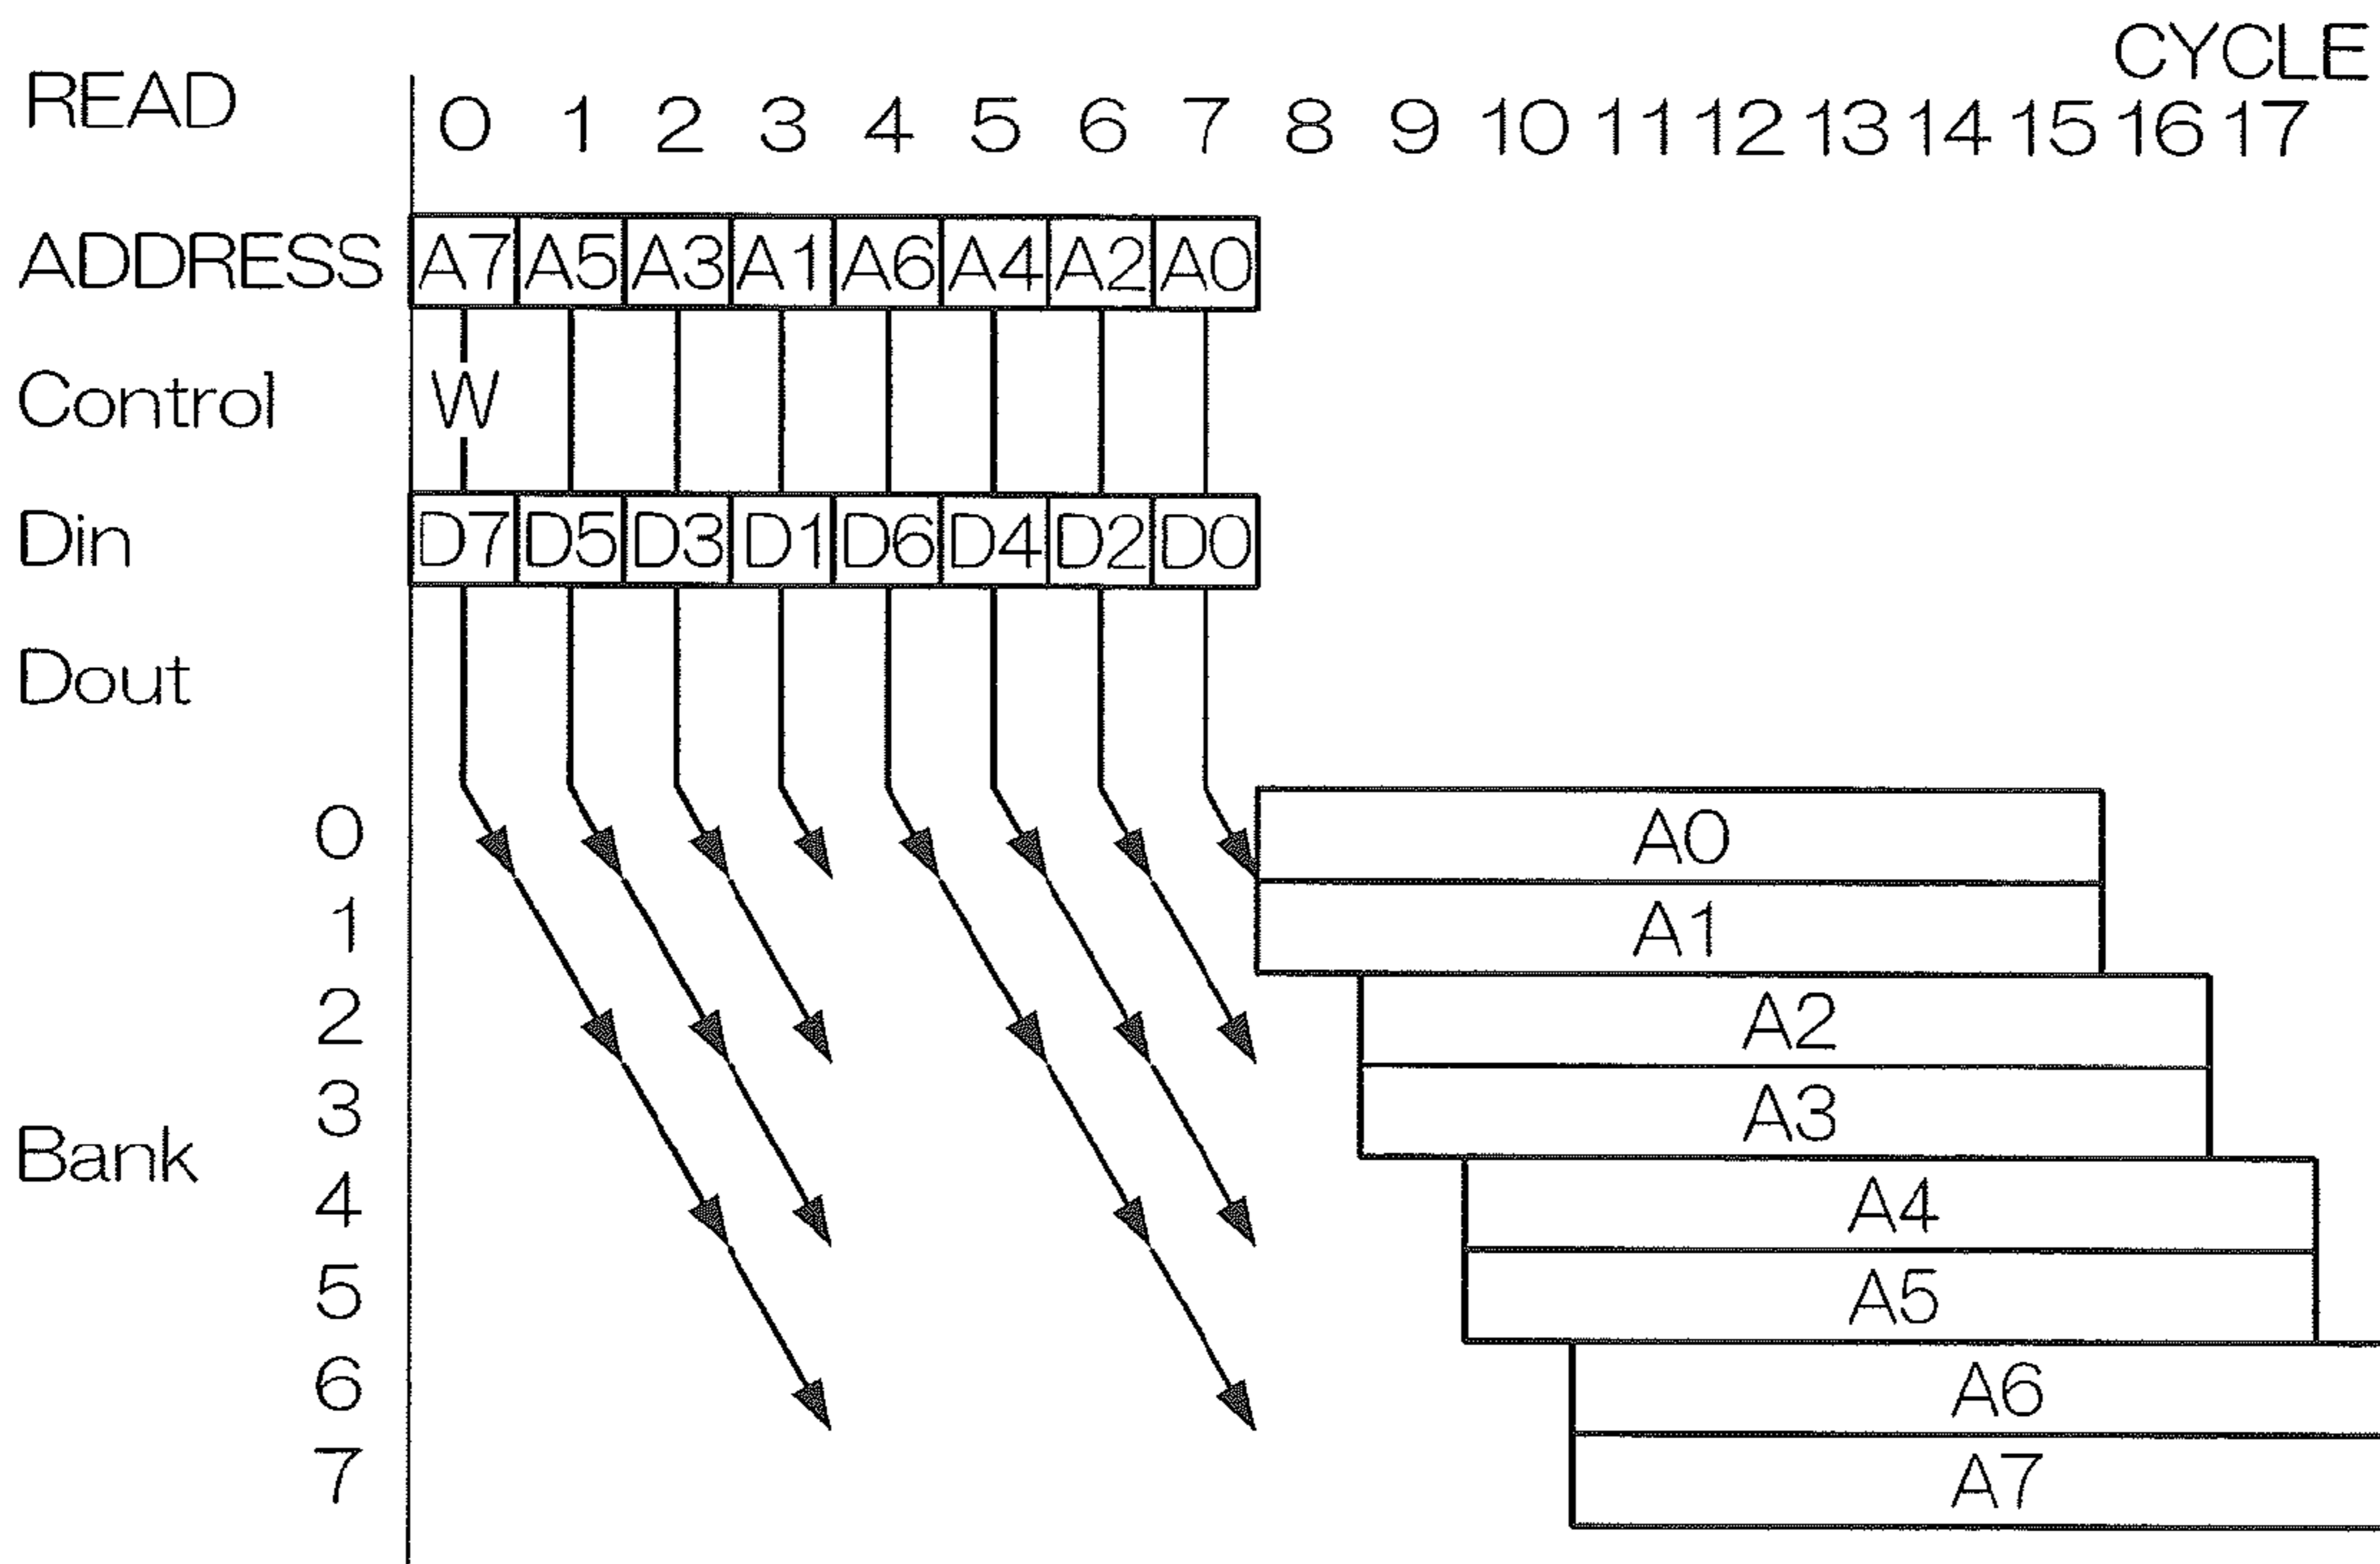 CYCLE
READ 0 1 2 3 4 5 6 7 8 9 10 11 12 13 14 15 16 17
ADDRESS A7 A5 A3 A1 A6 A4 A2 A0
Control W
Din D7 D5 D3 D1 D6 D4 D2 D0
Dout
0 A0
1 A1
2 A2
3 A3
Bank
4 A4
5 A5
6 A6
7 A7